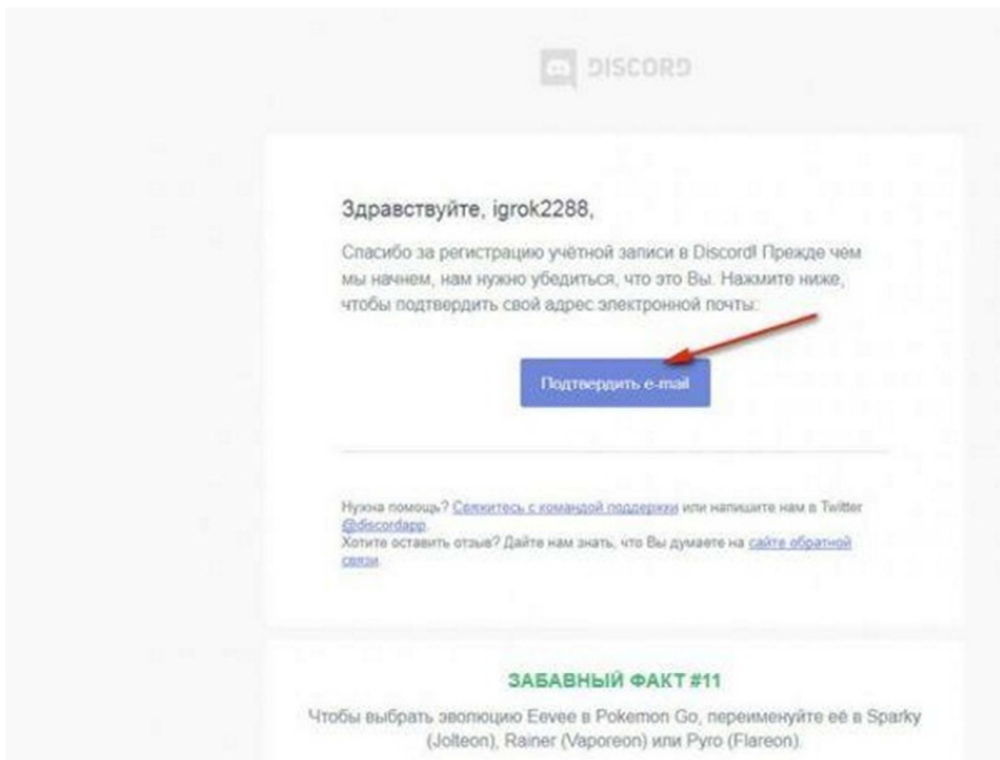 DISCORD
Здравствуйте, igrok2288,
Спасибо за регистрацию учётной записи в Discord! Прежде чем
мы начнем, нам нужно убедиться, что это Вы. Нажмите ниже,
чтобы подтвердить свой адрес электронной почты:
Подтвердить e-mail
Нужна помощь? Свяжитесь с командой поддержки или напишите нам в Twitter
@discordapp.
Хотите оставить отзыв? Дайте нам знать, что Вы думаете на сайте обратной
связи.
ЗАБАВНЫЙ ФАКТ #11
Чтобы выбрать эволюцию Eevee в Pokemon Go, переименуйте её в Sparky
(Jolteon), Rainer (Vaporeon) или Pyro (Flareon).